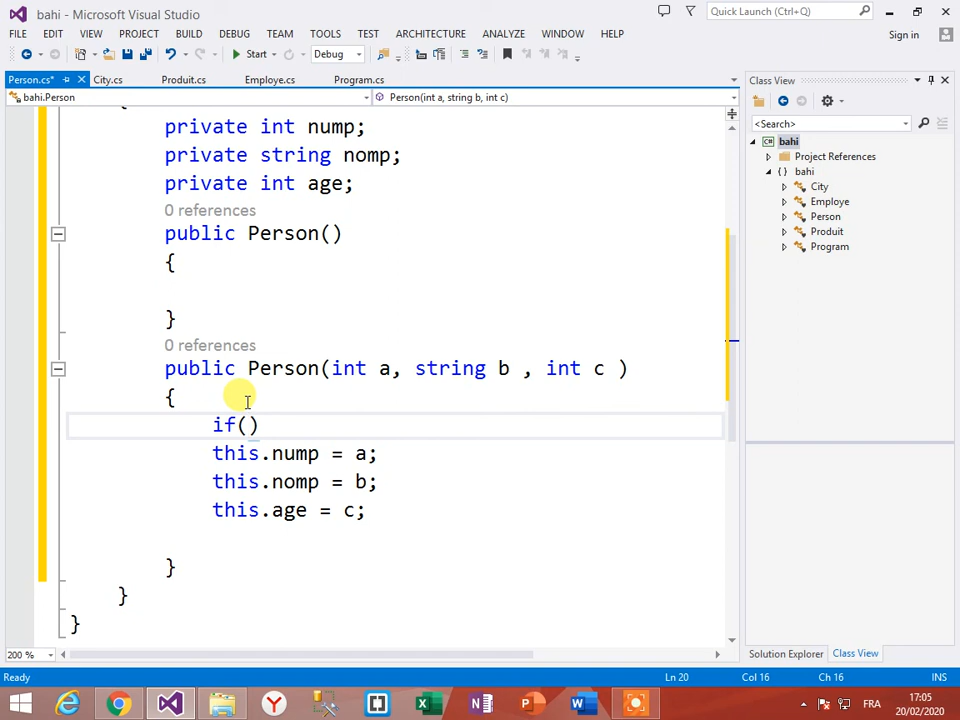 bahi - Microsoft Visual Studio
Quick Launch (Ctrl+Q)
FILE EDIT VIEW PROJECT BUILD DEBUG TEAM TOOLS TEST ARCHITECTURE ANALYZE WINDOW HELP
Sign in
Start Debug
Person.cs* City.cs Produit.cs Employe.cs Program.cs
bahi.Person Person(int a, string b, int c)
{
private int nump;
private string nomp;
private int age;
0 references
public Person()
{
}
0 references
public Person(int a, string b , int c )
{
if()
this.nump = a;
this.nomp = b;
this.age = c;
}
}
}
200 %
Class View
<Search>
bahi
Project References
bahi
City
Employe
Person
Produit
Program
Solution Explorer Class View
Ready Ln 20 Col 16 Ch 16 INS
FR 17:05
20/02/2020